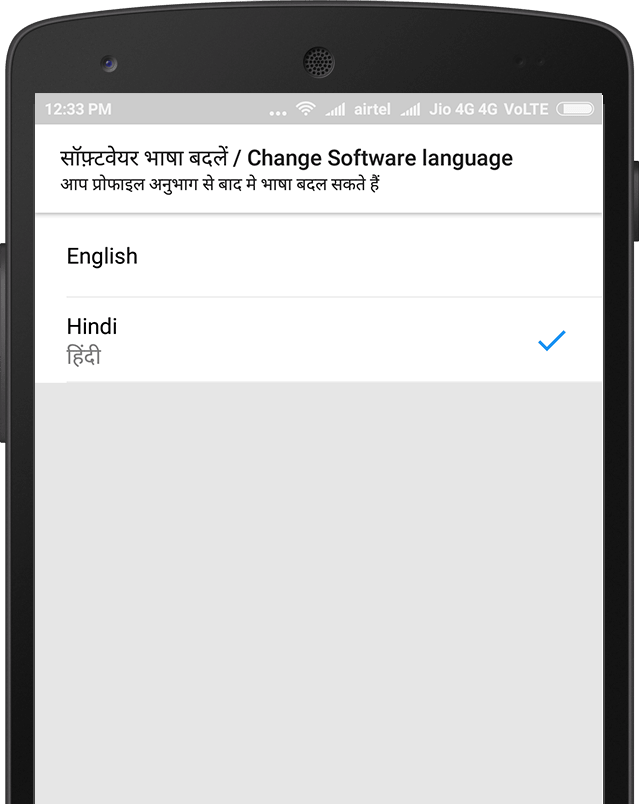 12:33 PM ... airtel Jio 4G 4G VoLTE
सॉफ़्टवेयर भाषा बदलें / Change Software language
आप प्रोफाइल अनुभाग से बाद मे भाषा बदल सकते हैं
English
Hindi
हिंदी